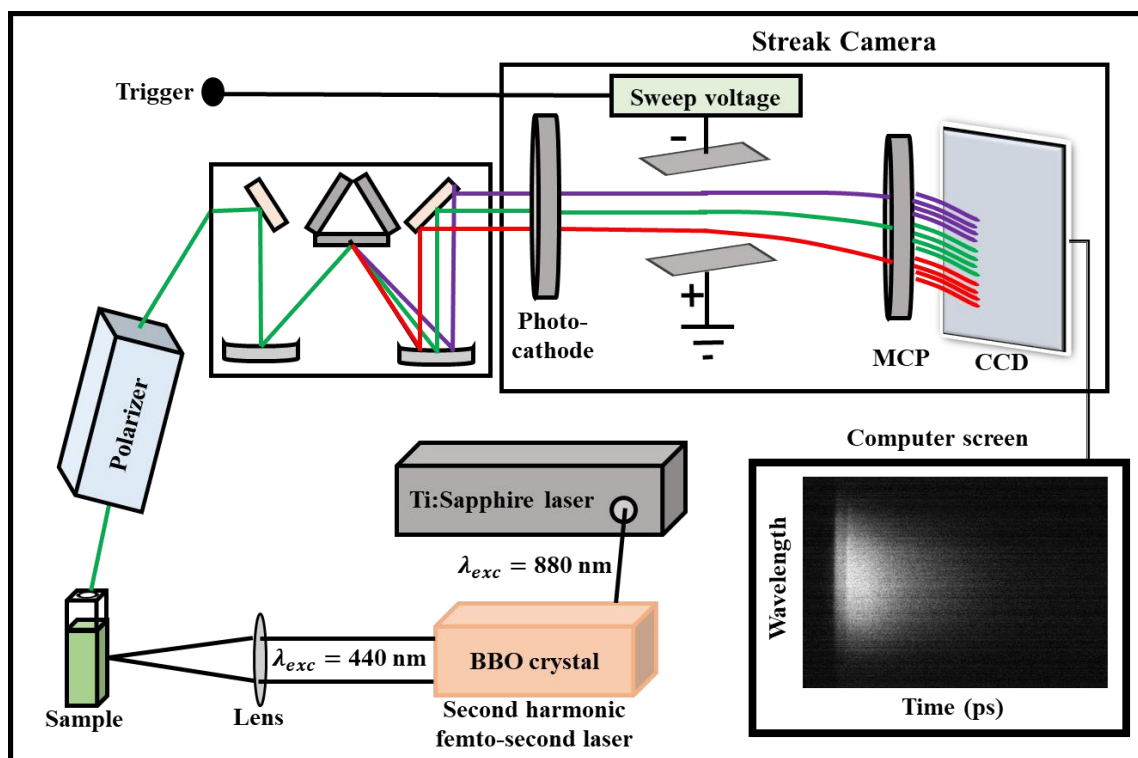 Streak Camera
Trigger
Sweep voltage
-
+
Photo-
cathode
MCP
CCD
Polarizer
Computer screen
Ti:Sapphire laser
λexc = 880 nm
Wavelength
λexc = 440 nm
BBO crystal
Sample
Lens
Second harmonic
femto-second laser
Time (ps)